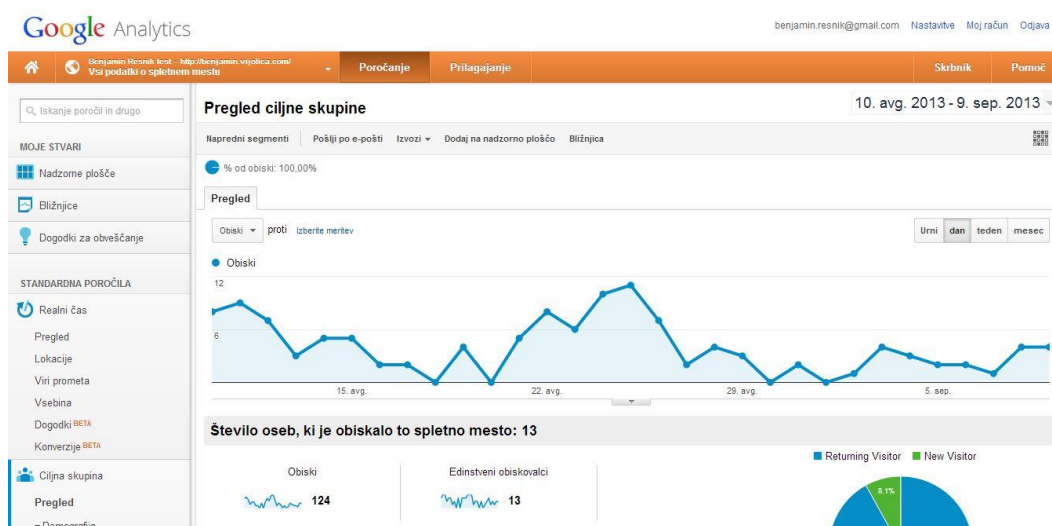 Google Analytics
benjamin.resnik@gmail.com Nastavitve Moj račun Odjava
Benjamin Resnik test - http://benjamin.vijolica.com/
Vsi podatki o spletnem mestu
Poročanje Prilagajanje Skrbnik Pomoč
Iskanje poročil in drugo
Pregled ciljne skupine
10. avg. 2013 - 9. sep. 2013
Napredni segmenti Pošlji po e-pošti Izvozi Dodaj na nadzorno ploščo Bližnjica
MOJE STVARI
Nadzorne plošče
Bližnjice
Dogodki za obveščanje
STANDARDNA POROČILA
Realni čas
Pregled
Lokacije
Viri prometa
Vsebina
Dogodki BETA
Konverzije BETA
Ciljna skupina
Pregled
Demografija
% od obiski: 100,00%
Pregled
Obiski proti Izberite meritev
Urni dan teden mesec
Obiski
12
6
15. avg. 22. avg. 29. avg. 5. sep.
Število oseb, ki je obiskalo to spletno mesto: 13
Obiski
124
Edinstveni obiskovalci
13
Returning Visitor New Visitor
8.1%